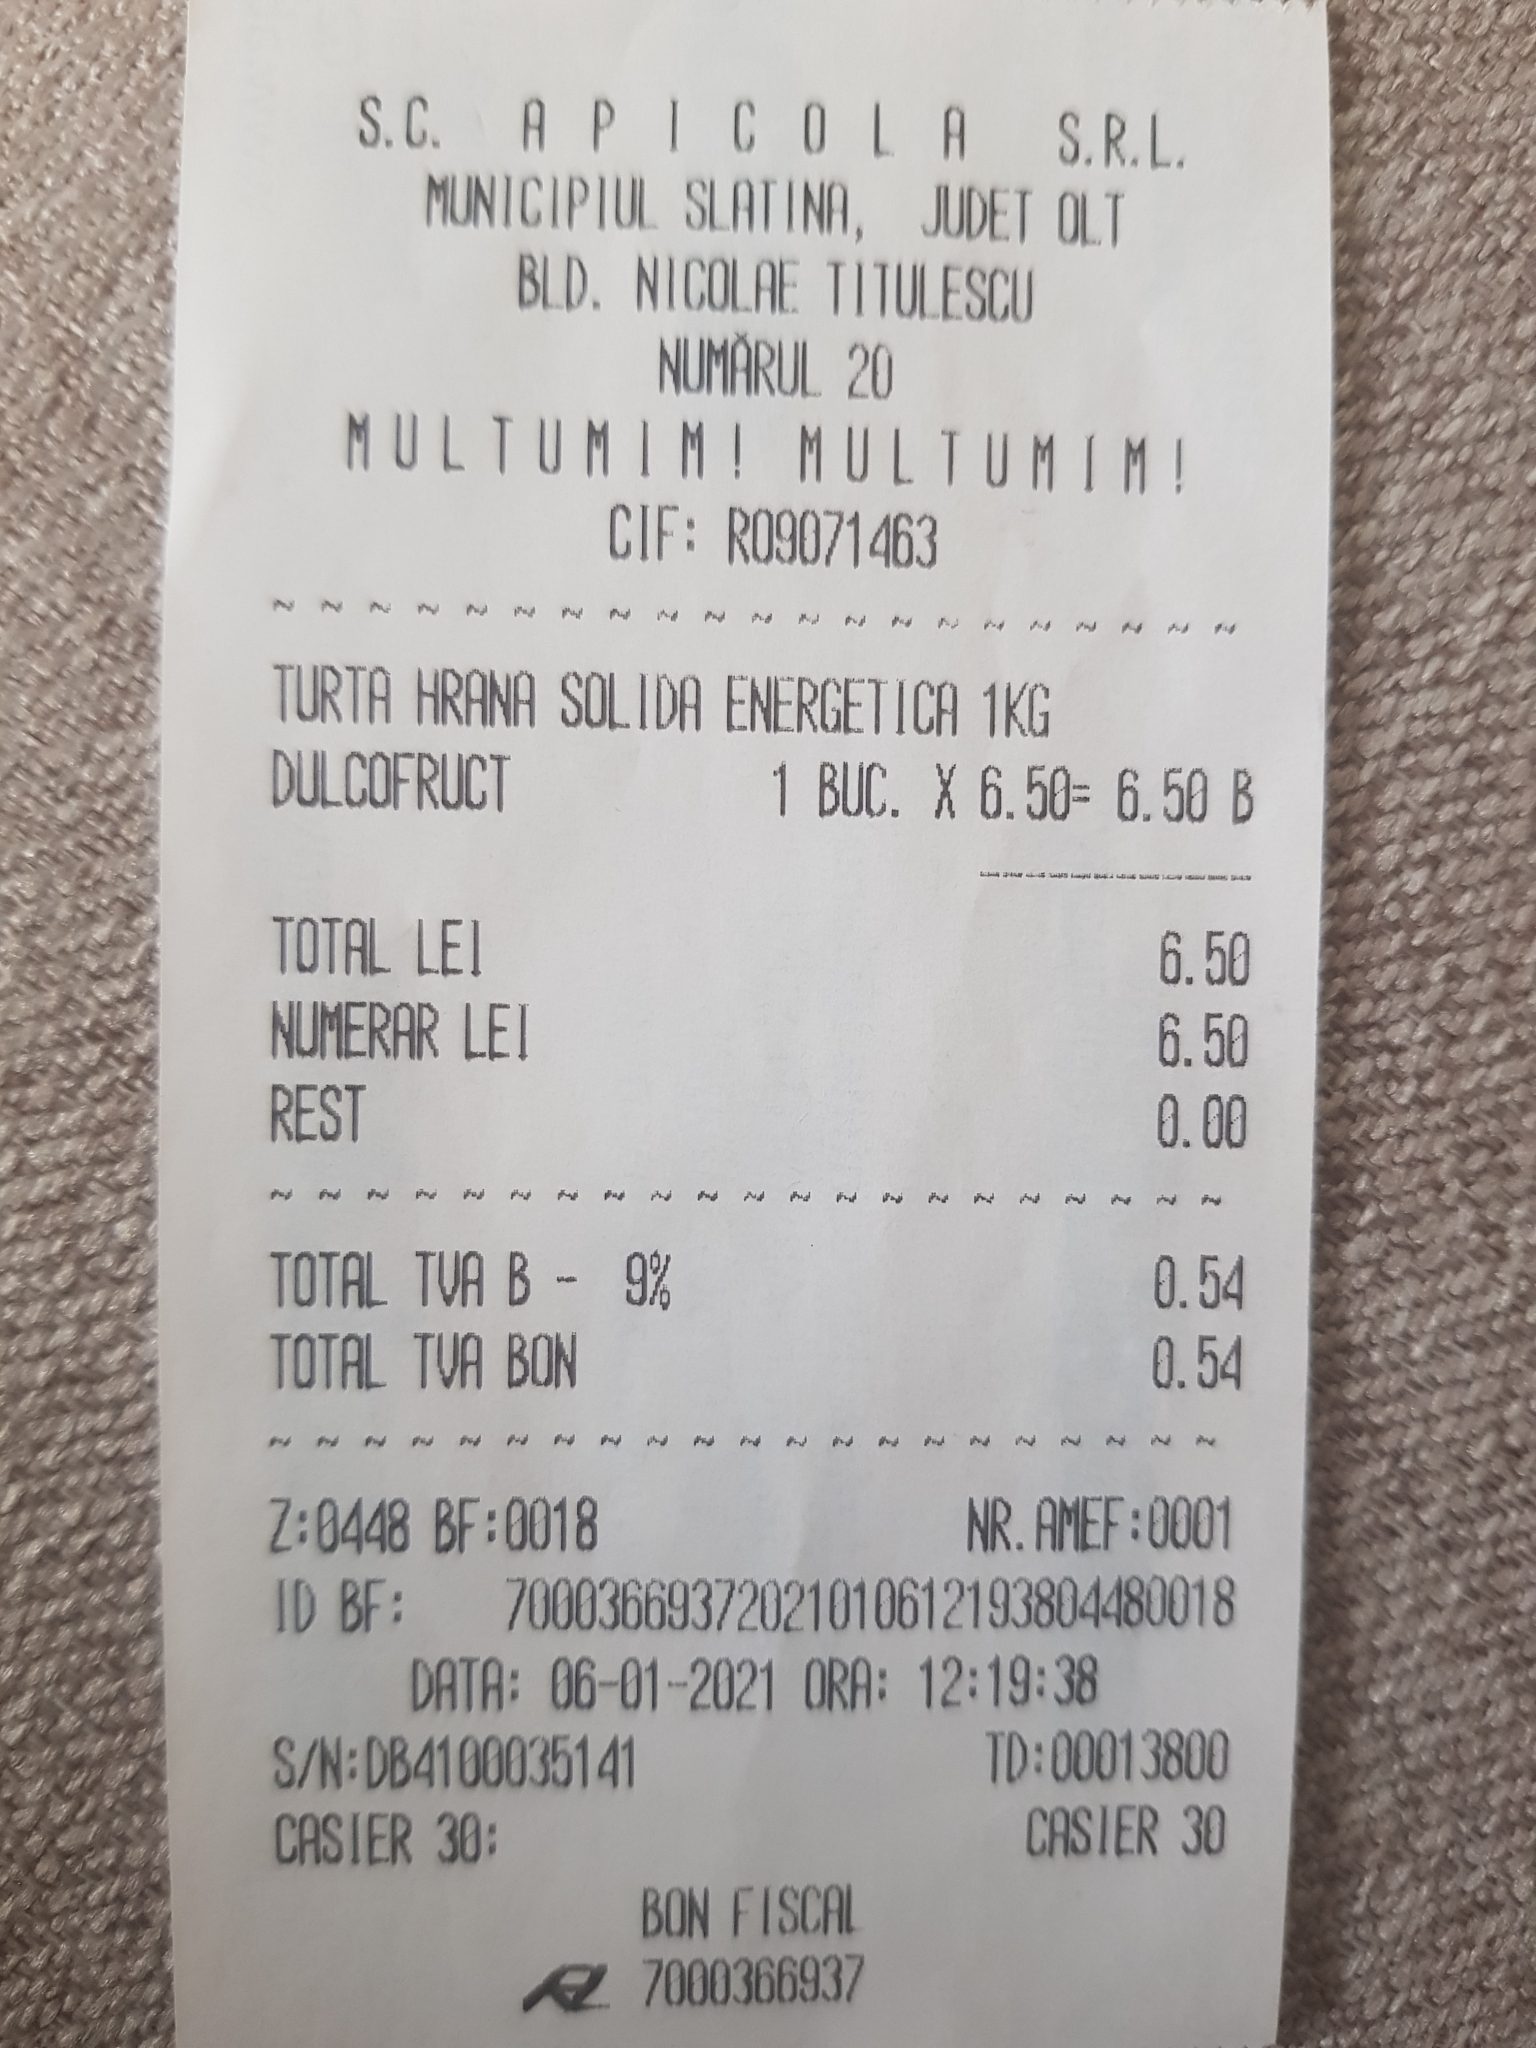 S.C. A P I C O L A S.R.L.
MUNICIPIUL SLATINA, JUDET OLT
BLD. NICOLAE TITULESCU
NUMĂRUL 20
M U L T U M I M ! M U L T U M I M !
CIF: RO9071463
~ ~ ~ ~ ~ ~ ~ ~ ~ ~ ~ ~ ~ ~ ~ ~ ~ ~ ~ ~ ~
TURTA HRANA SOLIDA ENERGETICA 1KG
DULCOFRUCT 1 BUC. X 6.50= 6.50 B
------------
TOTAL LEI 6.50
NUMERAR LEI 6.50
REST 0.00
~ ~ ~ ~ ~ ~ ~ ~ ~ ~ ~ ~ ~ ~ ~ ~ ~ ~ ~ ~ ~
TOTAL TVA B - 9% 0.54
TOTAL TVA BON 0.54
~ ~ ~ ~ ~ ~ ~ ~ ~ ~ ~ ~ ~ ~ ~ ~ ~ ~ ~ ~ ~
Z:0448 BF:0018 NR.AMEF:0001
ID BF: 70003669372021010612193804480018
DATA: 06-01-2021 ORA: 12:19:38
S/N:DB4100035141 TD:00013800
CASIER 30: CASIER 30
BON FISCAL
7000366937